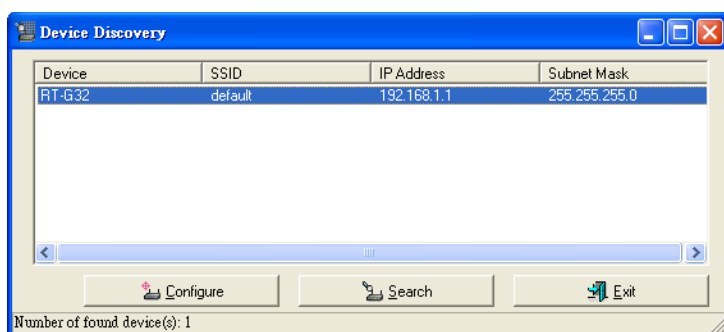 Device Discovery
Device SSID IP Address Subnet Mask
RT-G32 default 192.168.1.1 255.255.255.0
Configure Search Exit
Number of found device(s): 1